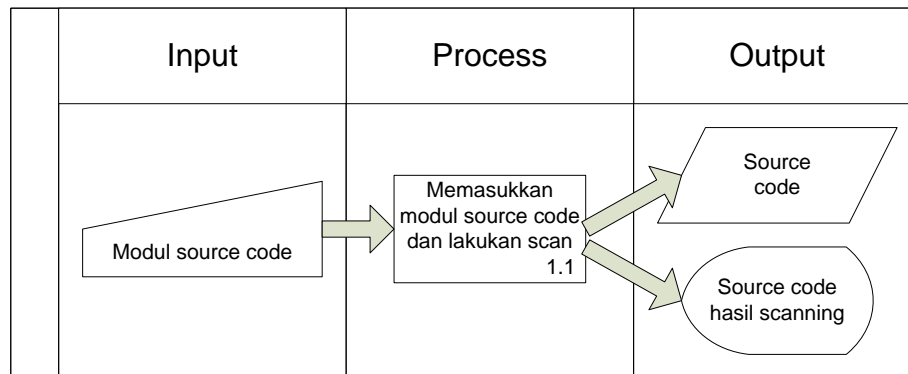 Input
Process
Output
Modul source code
Memasukkan
modul source code
dan lakukan scan
1.1
Source
code
Source code
hasil scanning